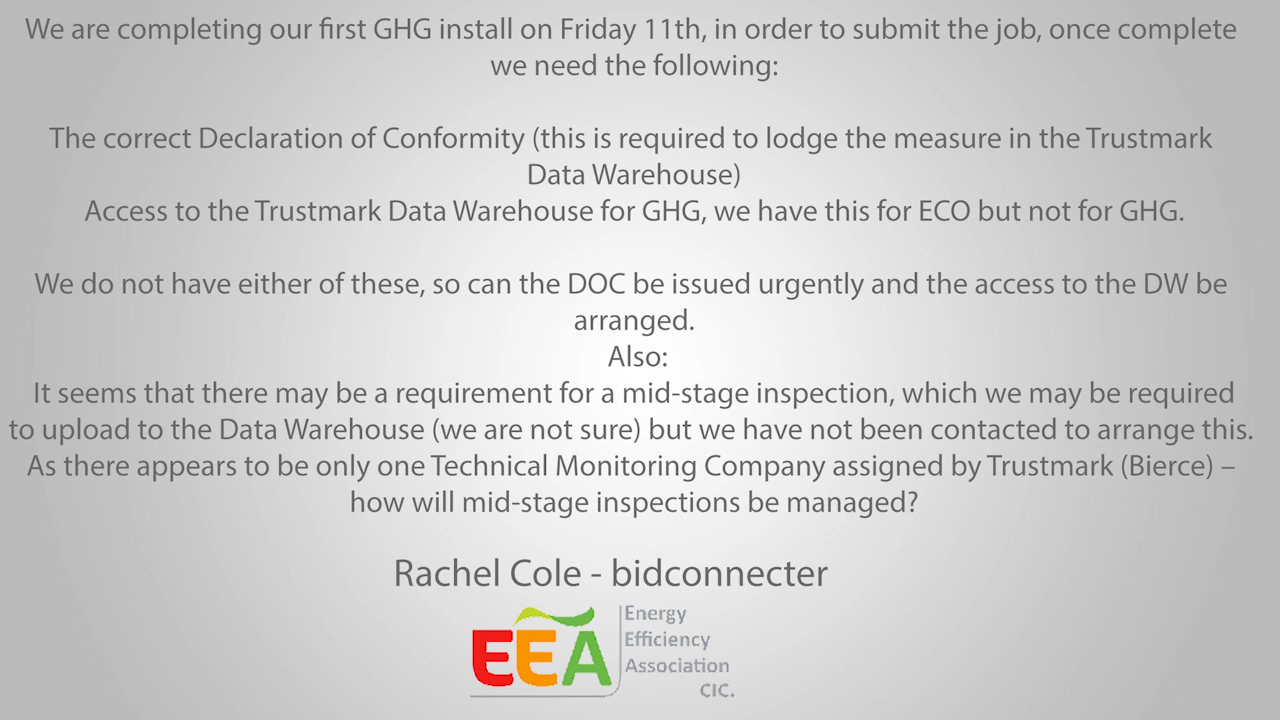 We are completing our first GHG install on Friday 11th, in order to submit the job, once complete
we need the following:
The correct Declaration of Conformity (this is required to lodge the measure in the Trustmark
Data Warehouse)
Access to the Trustmark Data Warehouse for GHG, we have this for ECO but not for GHG.
We do not have either of these, so can the DOC be issued urgently and the access to the DW be
arranged.
Also:
It seems that there may be a requirement for a mid-stage inspection, which we may be required
to upload to the Data Warehouse (we are not sure) but we have not been contacted to arrange this.
As there appears to be only one Technical Monitoring Company assigned by Trustmark (Bierce) –
how will mid-stage inspections be managed?
Rachel Cole - bidconnecter
EEA
Energy
Efficiency
Association
CIC.